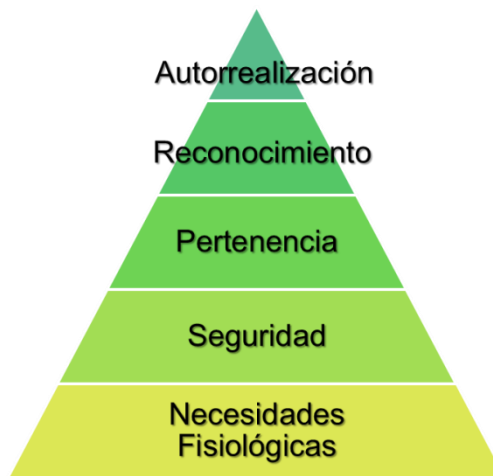 Autorrealización
Reconocimiento
Pertenencia
Seguridad
Necesidades
Fisiológicas